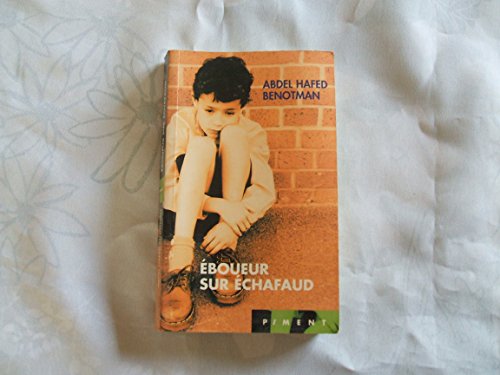 ABDEL HAFED
BENOTMAN
ÉBOUEUR
SUR ÉCHAFAUD
PIMENT